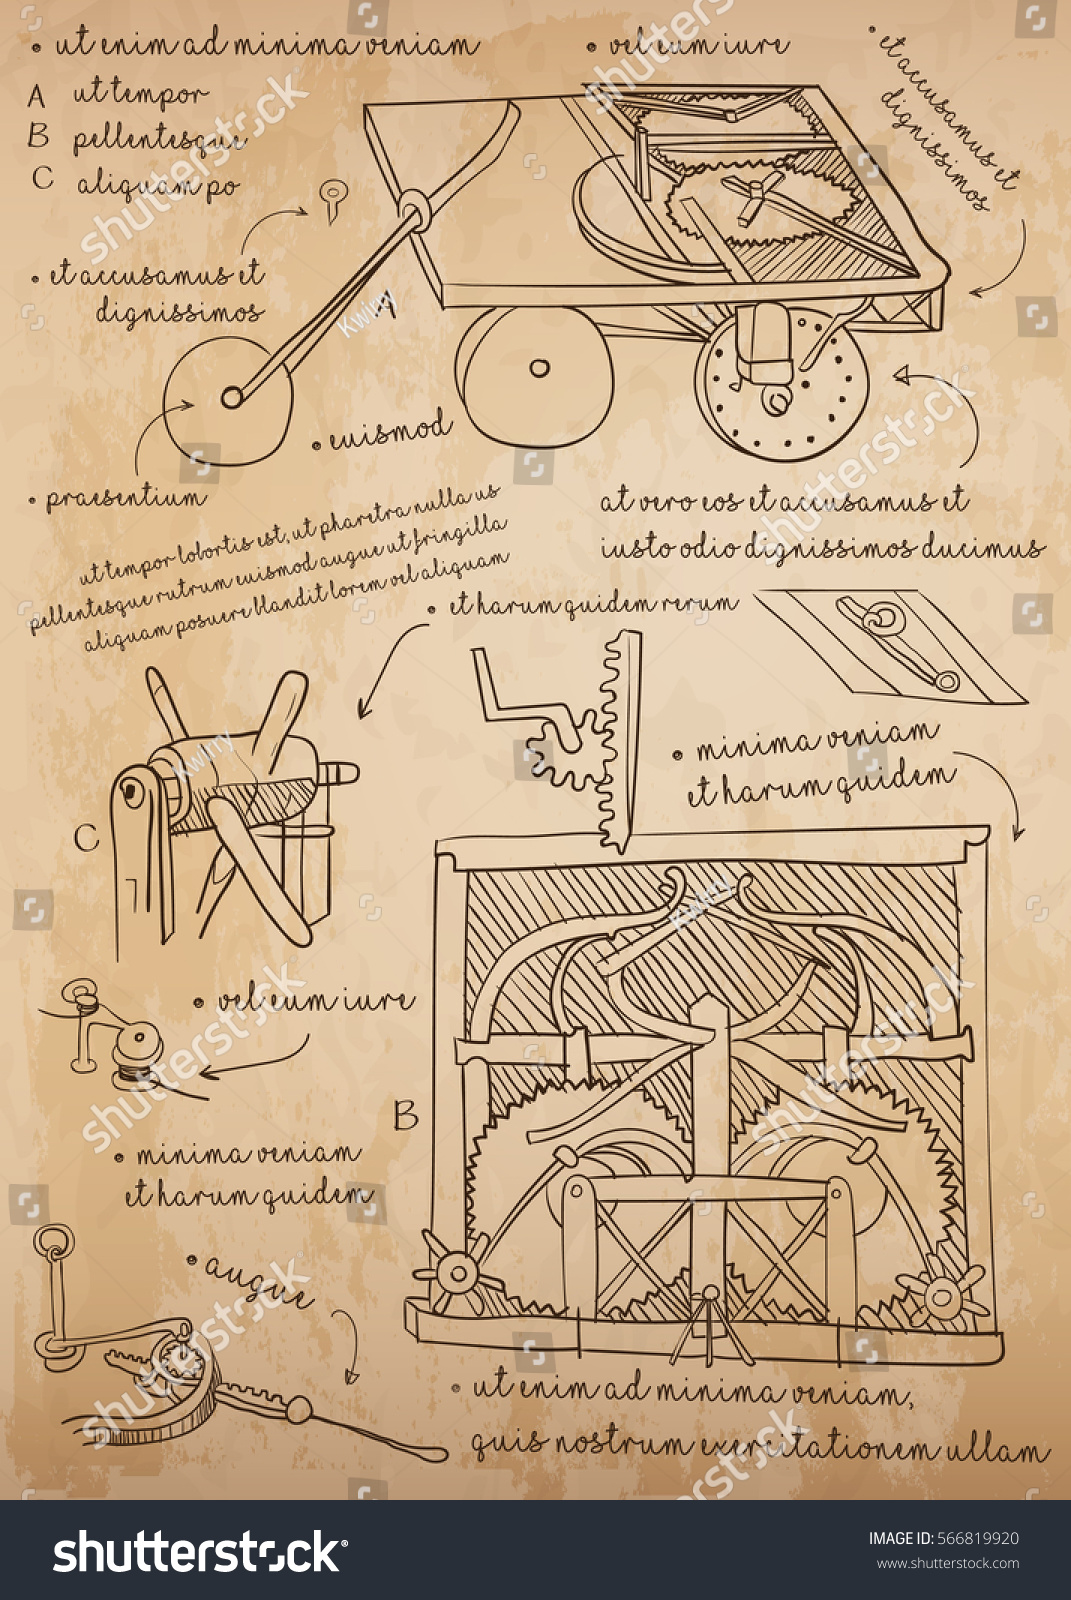 ut enim ad minima veniam
A ut tempor
B pellentesque
C aliquam po
vel eum iure
et accusamus et
dignissimos
et accusamus et
dignissimos
A
euismod
praesentium
ut tempor lobortis est, ut pharetra nulla us
pellentesque rutrum euismod augue ut fringilla
aliquam posuere blandit lorem vel aliquam
at vero eos et accusamus et
iusto odio dignissimos ducimus
et harum quidem rerum
minima veniam
et harum quidem
C
vel eum iure
B
minima veniam
et harum quidem
augue
ut enim ad minima veniam,
quis nostrum exercitationem ullam
shutterstock
shutterstock
shutterstock
shutterstock
shutterstock
shutterstock
shutterstock
shutterstock
Kwirry
Kwirry
Kwirry
shutterstock
IMAGE ID: 566819920
www.shutterstock.com